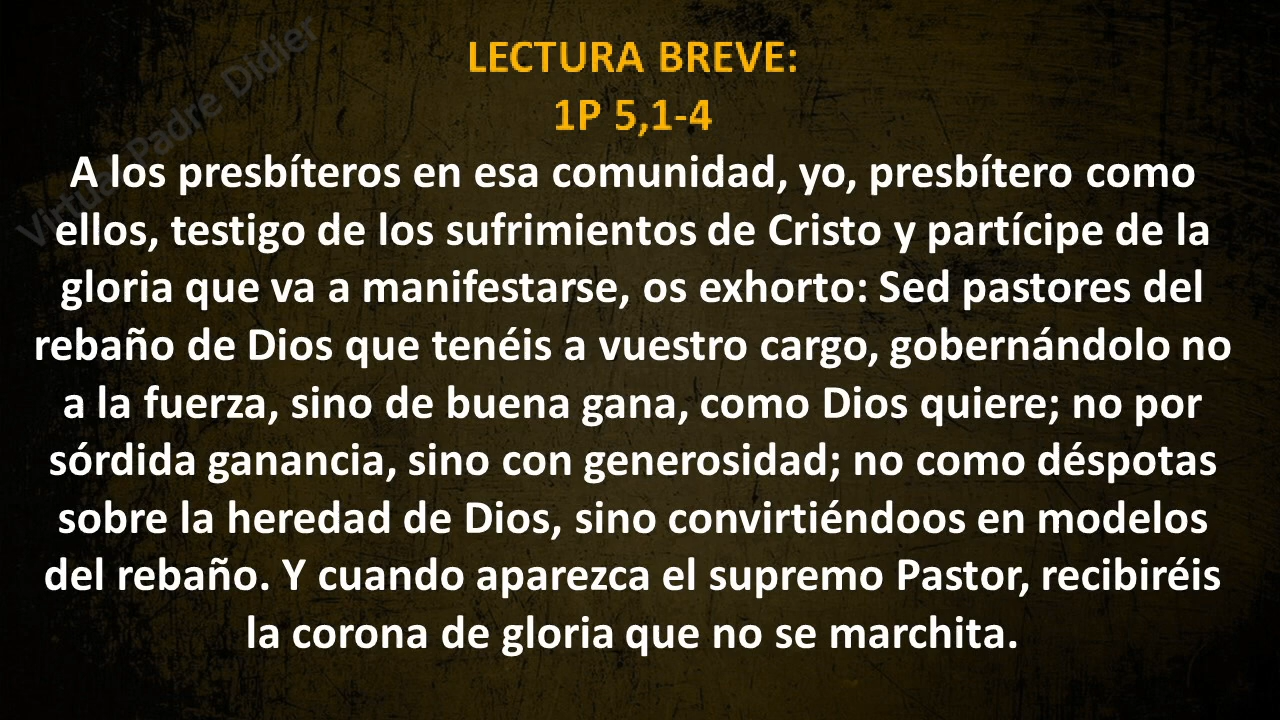 LECTURA BREVE:
1P 5,1-4
A los presbíteros en esa comunidad, yo, presbítero como
ellos, testigo de los sufrimientos de Cristo y partícipe de la
gloria que va a manifestarse, os exhorto: Sed pastores del
rebaño de Dios que tenéis a vuestro cargo, gobernándolo no
a la fuerza, sino de buena gana, como Dios quiere; no por
sórdida ganancia, sino con generosidad; no como déspotas
sobre la heredad de Dios, sino convirtiéndoos en modelos
del rebaño. Y cuando aparezca el supremo Pastor, recibiréis
la corona de gloria que no se marchita.
Padre Didier